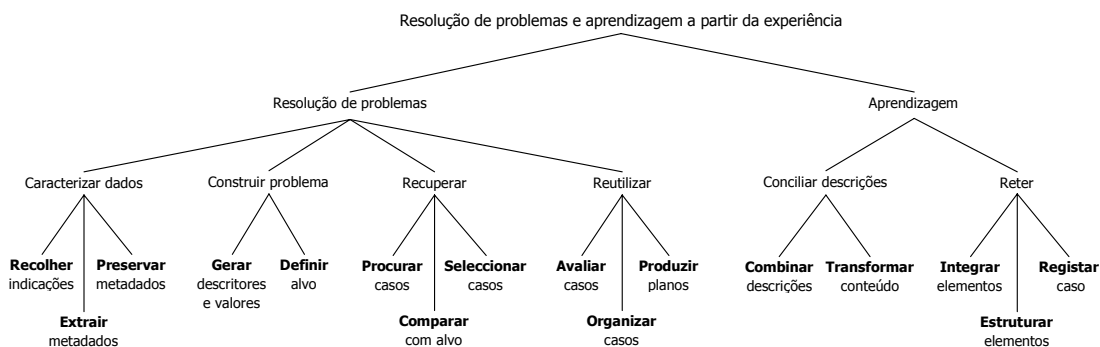 Resolução de problemas e aprendizagem a partir da experiência
Resolução de problemas
Aprendizagem
Caracterizar dados
Construir problema
Recuperar
Reutilizar
Conciliar descrições
Reter
Recolher
indicações
Extrair
metadados
Preservar
metadados
Gerar
descritores
e valores
Definir
alvo
Procurar
casos
Comparar
com alvo
Seleccionar
casos
Avaliar
casos
Organizar
casos
Produzir
planos
Combinar
descrições
Transformar
conteúdo
Integrar
elementos
Estruturar
elementos
Registar
caso